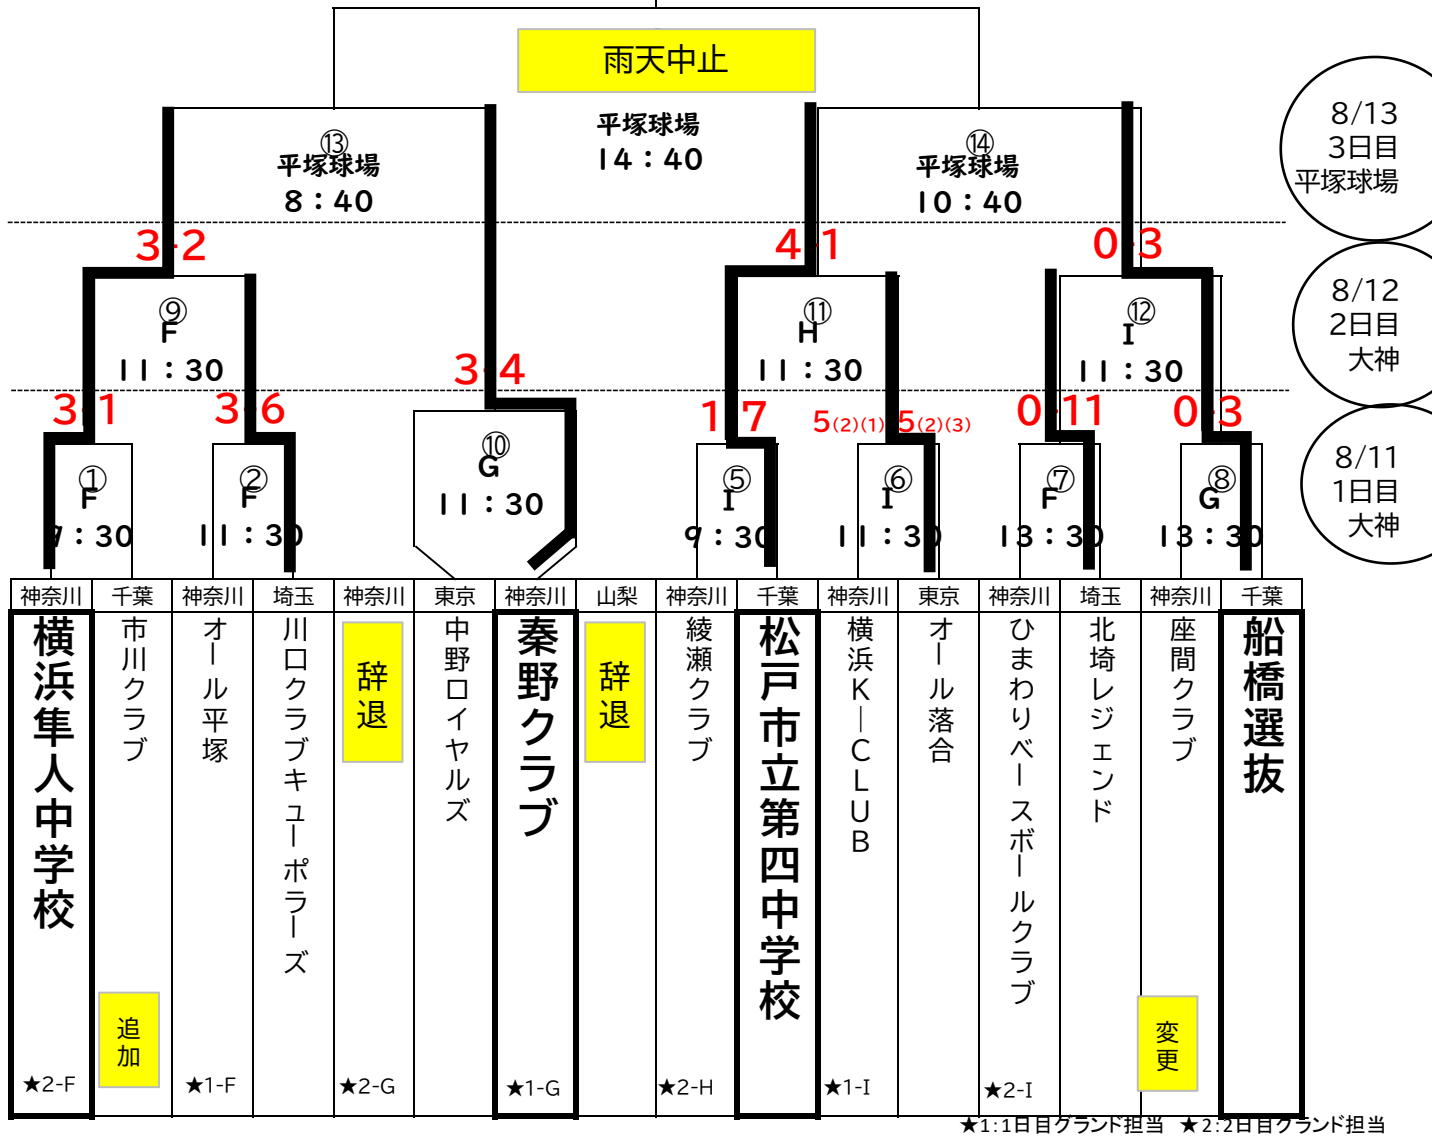 雨天中止
平塚球場
14：40
⑬
平塚球場
8：40
⑭
平塚球場
10：40
8/13
3日目
平塚球場
3-2
4-1
0-3
⑨
F
11：30
⑪
H
11：30
⑫
I
11：30
8/12
2日目
大神
3-4
3-1
3-6
1-7
5(2)(1)-5(2)(3)
0-11
0-3
①
F
9：30
②
F
11：30
⑩
G
11：30
⑤
I
9：30
⑥
I
11：30
⑦
F
13：30
⑧
G
13：30
8/11
1日目
大神
神奈川 千葉 神奈川 埼玉 神奈川 東京 神奈川 山梨 神奈川 千葉 神奈川 東京 神奈川 埼玉 神奈川 千葉
横浜隼人中学校
市川クラブ
オール平塚
川口クラブキューポラーズ
辞退
中野ロイヤルズ
秦野クラブ
辞退
綾瀬クラブ
松戸市立第四中学校
横浜K－CLUB
オール落合
ひまわりベースボールクラブ
北埼レジェンド
座間クラブ
船橋選抜
追加
変更
★2-F
★1-F
★2-G
★1-G
★2-H
★1-I
★2-I
★1:1日目グランド担当 ★2:2日目グランド担当